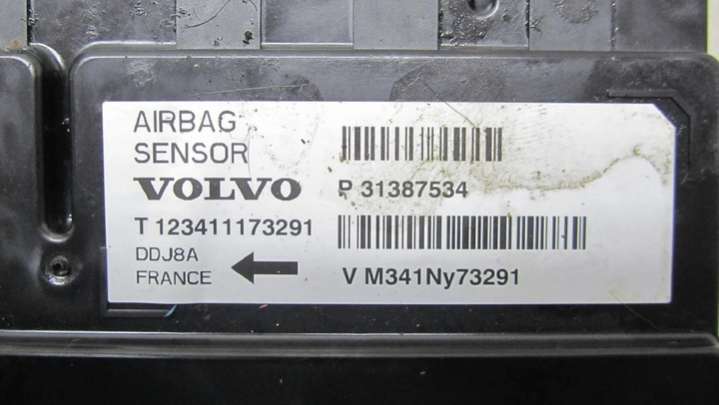 AIRBAG
SENSOR
VOLVO
P 31387534
T 123411173291
DDJ8A
FRANCE
V M341Ny73291